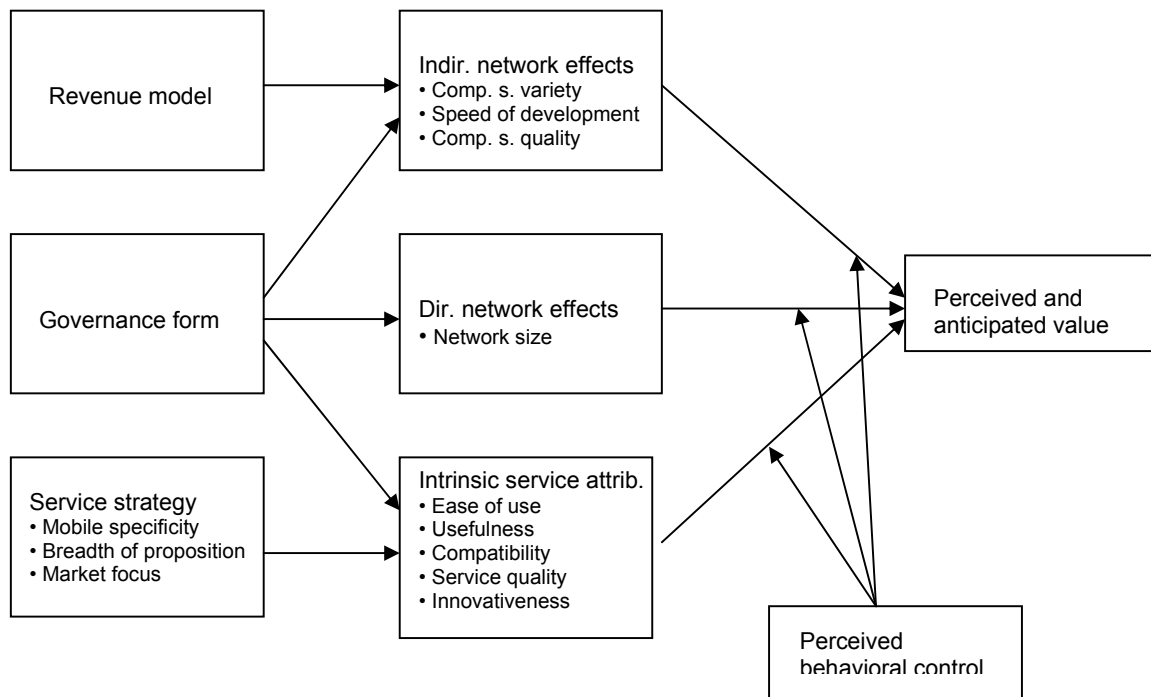 Revenue model
Indir. network effects
• Comp. s. variety
• Speed of development
• Comp. s. quality
Governance form
Dir. network effects
• Network size
Perceived and
anticipated value
Service strategy
• Mobile specificity
• Breadth of proposition
• Market focus
Intrinsic service attrib.
• Ease of use
• Usefulness
• Compatibility
• Service quality
• Innovativeness
Perceived
behavioral control